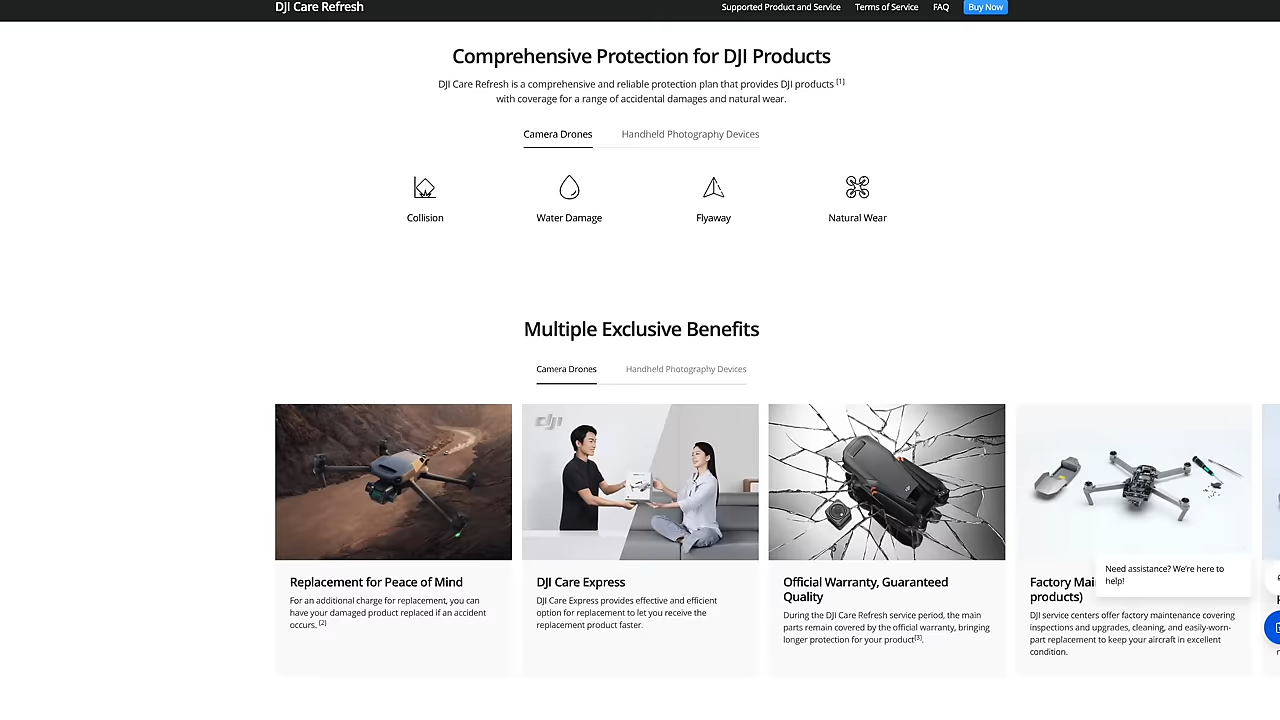 DJI Care Refresh
Supported Product and Service
Terms of Service
FAQ
Buy Now
Comprehensive Protection for DJI Products
DJI Care Refresh is a comprehensive and reliable protection plan that provides DJI products [1]
with coverage for a range of accidental damages and natural wear.
Camera Drones
Handheld Photography Devices
Collision
Water Damage
Flyaway
Natural Wear
Multiple Exclusive Benefits
Camera Drones
Handheld Photography Devices
dji
Replacement for Peace of Mind
For an additional charge for replacement, you can
have your damaged product replaced if an accident
occurs. [2]
DJI Care Express
DJI Care Express provides effective and efficient
option for replacement to let you receive the
replacement product faster.
Official Warranty, Guaranteed
Quality
During the DJI Care Refresh service period, the main
parts remain covered by the official warranty, bringing
longer protection for your product[3].
Factory
products)
DJI service centers offer factory maintenance covering
inspections and upgrades, cleaning, and easily-worn-
part replacement to keep your aircraft in excellent
condition.
Need assistance? We're here to
help!